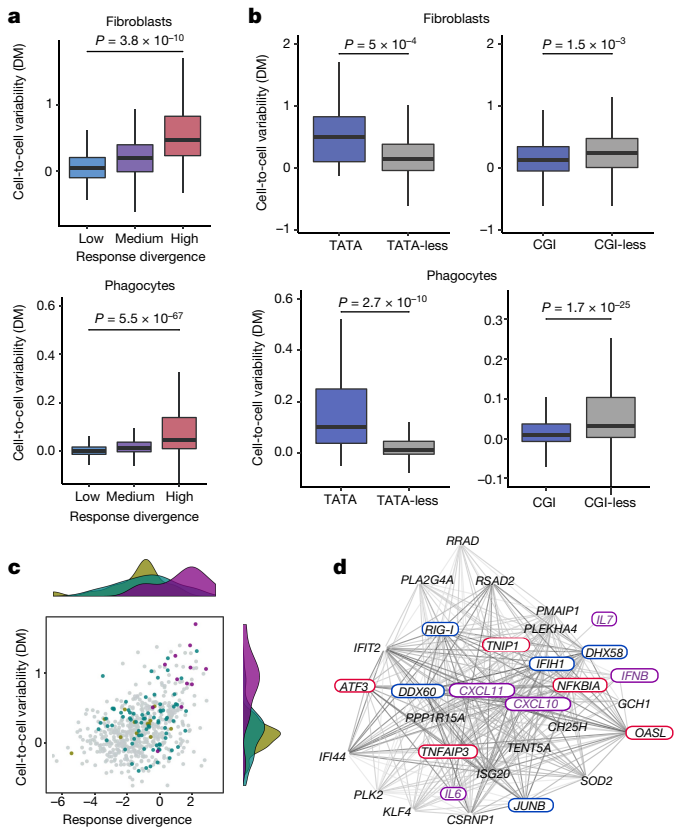 a
Fibroblasts
P = 3.8 × 10⁻¹⁰
Cell-to-cell variability (DM)
1
0
Low Medium High
Response divergence
Phagocytes
P = 5.5 × 10⁻⁶⁷
Cell-to-cell variability (DM)
0.6
0.4
0.2
0.0
Low Medium High
Response divergence
b
Fibroblasts
P = 5 × 10⁻⁴
Cell-to-cell variability (DM)
2
1
0
−1
TATA TATA-less
P = 1.5 × 10⁻³
2
1
0
−1
CGI CGI-less
Phagocytes
P = 2.7 × 10⁻¹⁰
Cell-to-cell variability (DM)
0.6
0.4
0.2
0.0
TATA TATA-less
P = 1.7 × 10⁻²⁵
0.3
0.2
0.1
0.0
−0.1
CGI CGI-less
c
Cell-to-cell variability (DM)
1
0
−6 −4 −2 0 2
Response divergence
d
RRAD
PLA2G4A
RSAD2
PMAIP1
IL7
RIG-I
PLEKHA4
IFIT2
TNIP1
DHX58
IFIH1
IFNB
ATF3
DDX60
CXCL11
NFKBIA
CXCL10
GCH1
PPP1R15A
CH25H
OASL
TNFAIP3
TENT5A
IFI44
ISG20
SOD2
PLK2
IL6
KLF4
JUNB
CSRNP1